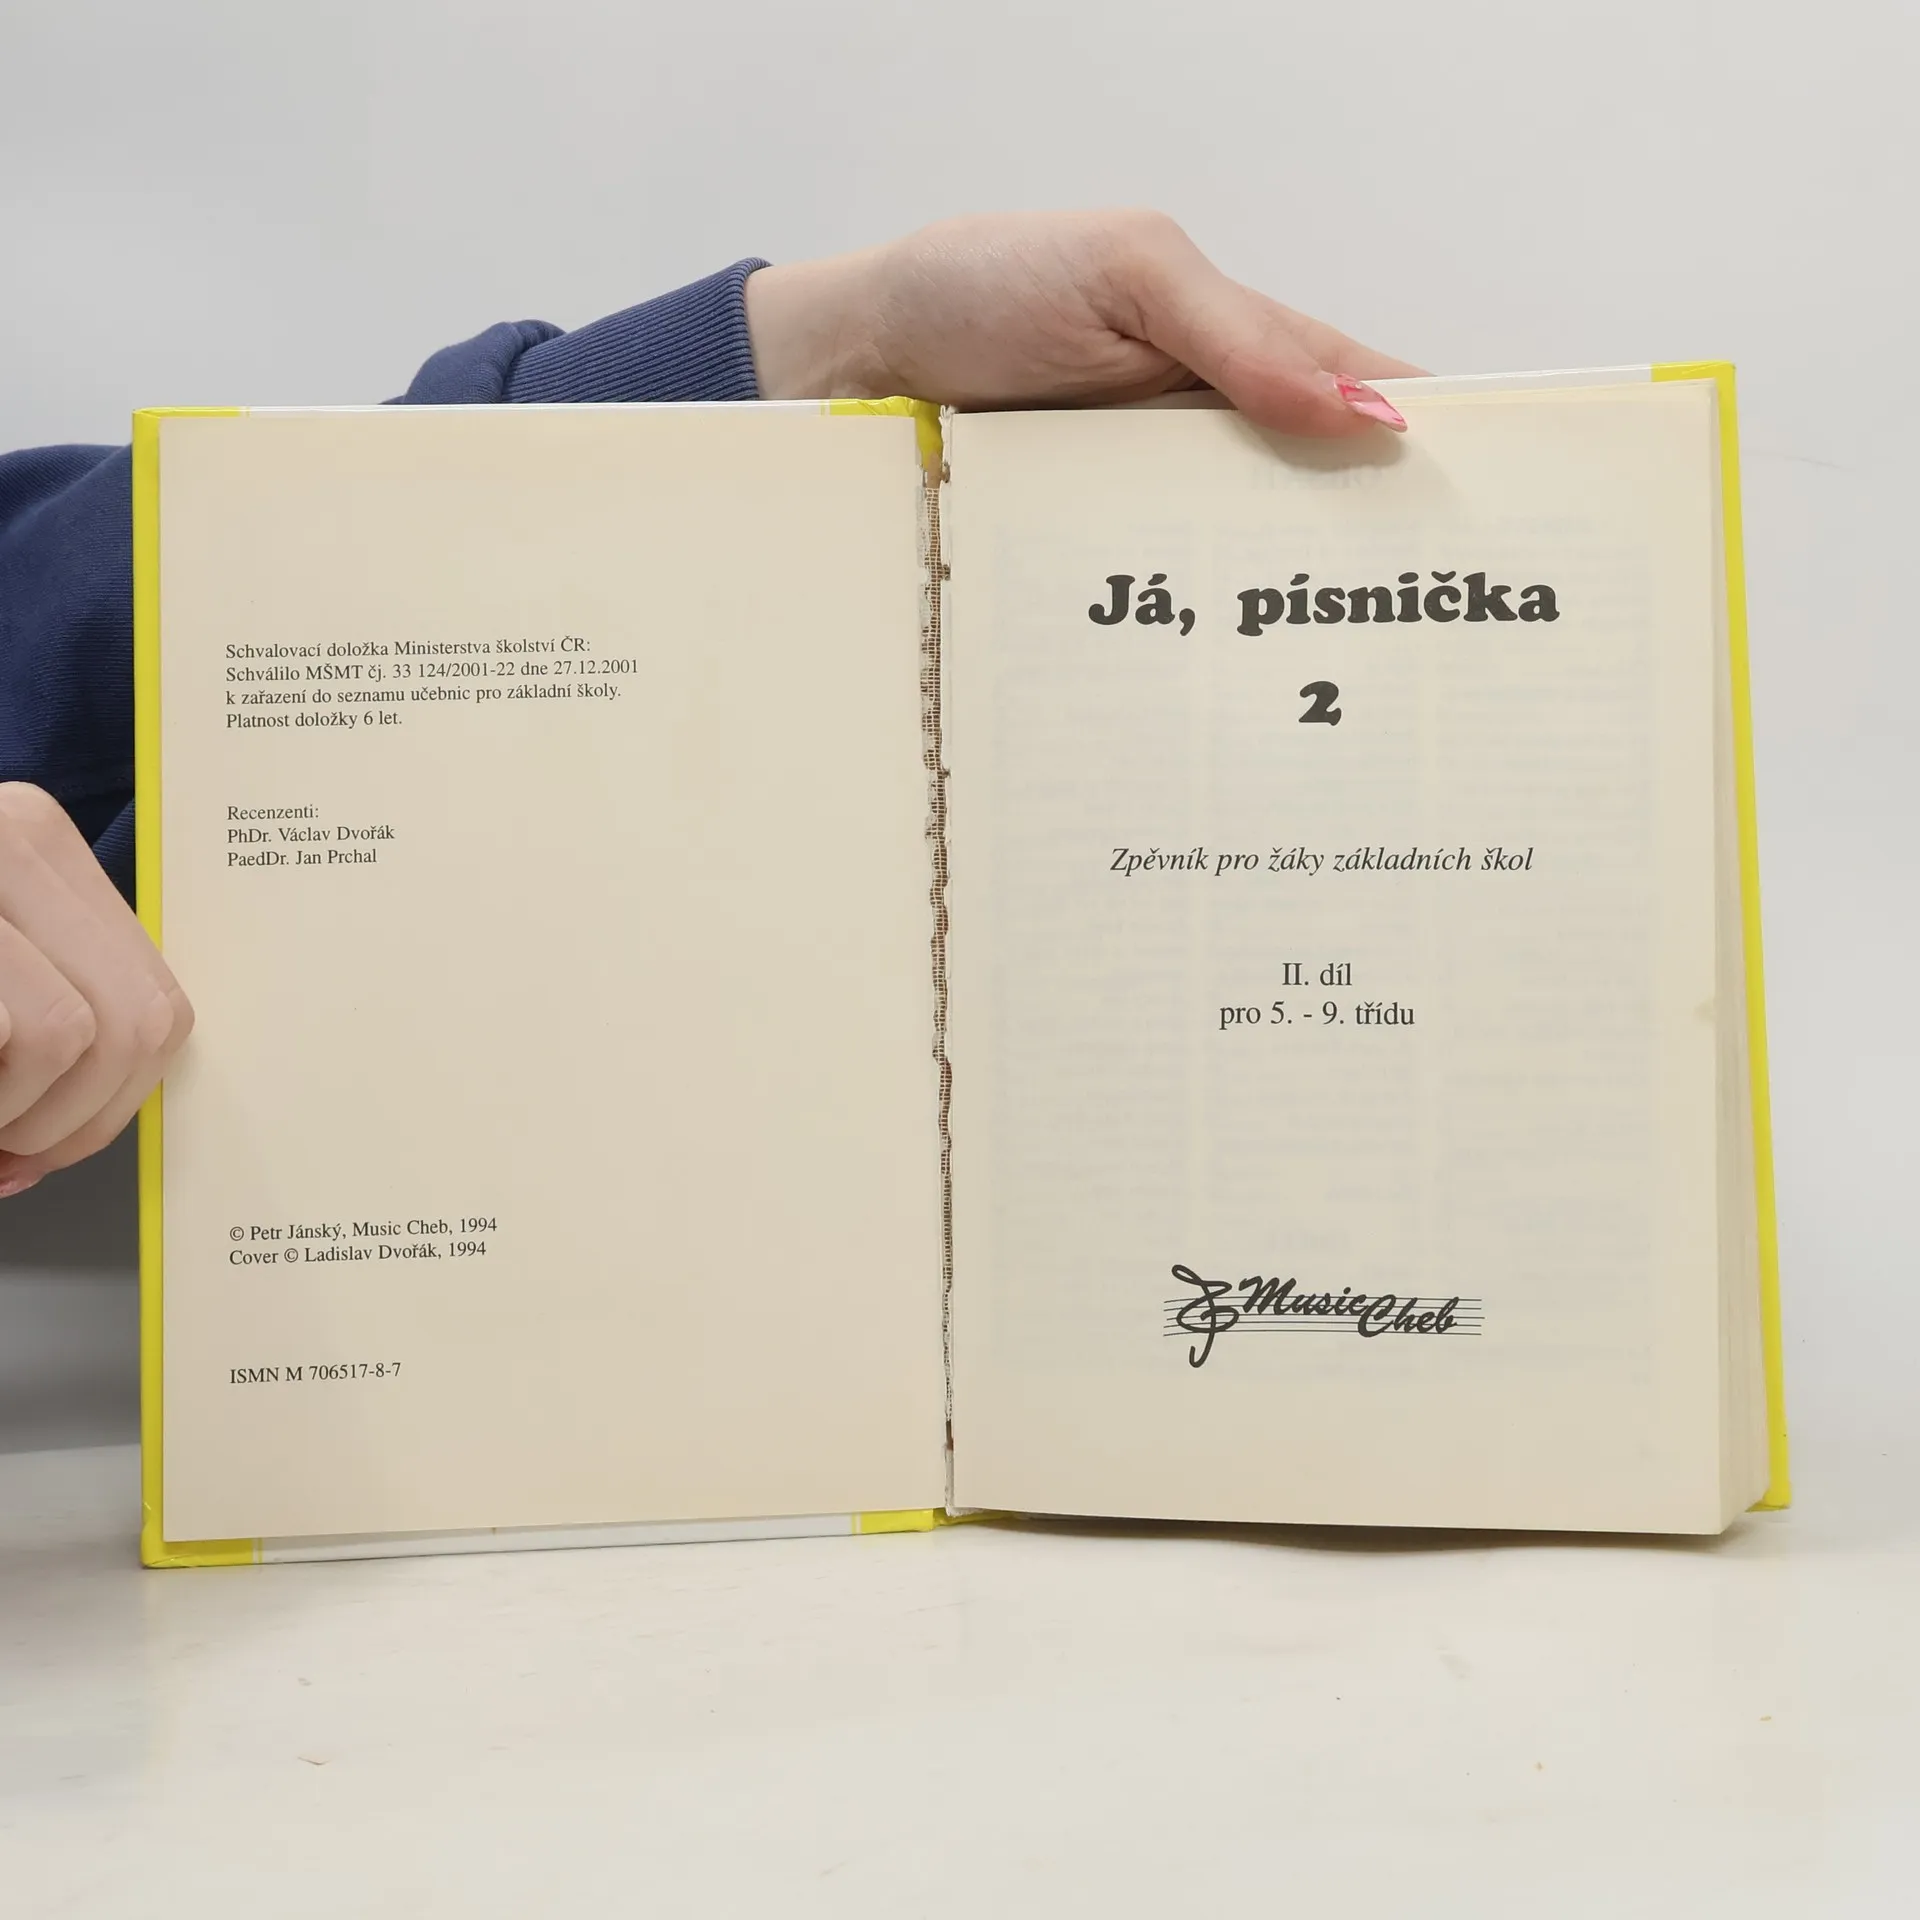 Schvalovací doložka Ministerstva školství ČR:
Schválilo MŠMT čj. 33 124/2001-22 dne 27.12.2001
k zařazení do seznamu učebnic pro základní školy.
Platnost doložky 6 let.
Recenzenti:
PhDr. Václav Dvořák
PaedDr. Jan Prchal
© Petr Jánský, Music Cheb, 1994
Cover © Ladislav Dvořák, 1994
ISMN M 706517-8-7
Já, písnička
2
Zpěvník pro žáky základních škol
II. díl
pro 5. - 9. třídu
Music Cheb